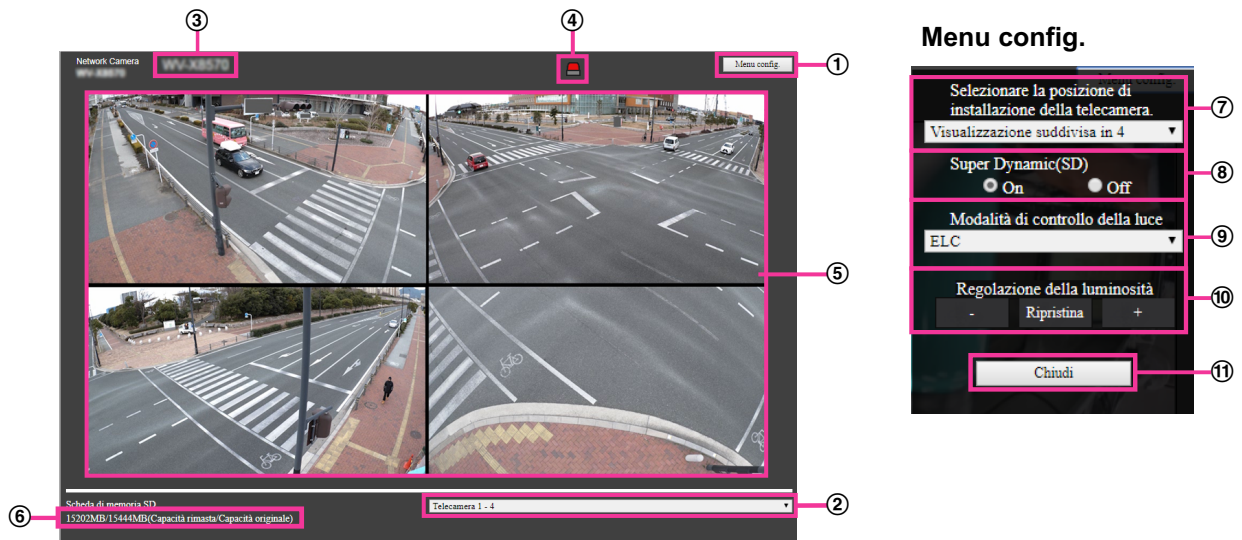 ③
④
Menu config.
Network Camera
WV-X8570
WV-X8570
Menu config.
①
Selezionare la posizione di
installazione della telecamera.
⑦
Visualizzazione suddivisa in 4
Super Dynamic(SD)
⑧
On Off
Modalità di controllo della luce
⑨
ELC
⑤
Regolazione della luminosità
⑩
- Ripristina +
Chiudi
⑪
Scheda di memoria SD
Telecamera 1 - 4
②
⑥
15202MB/15444MB(Capacità rimasta/Capacità originale)